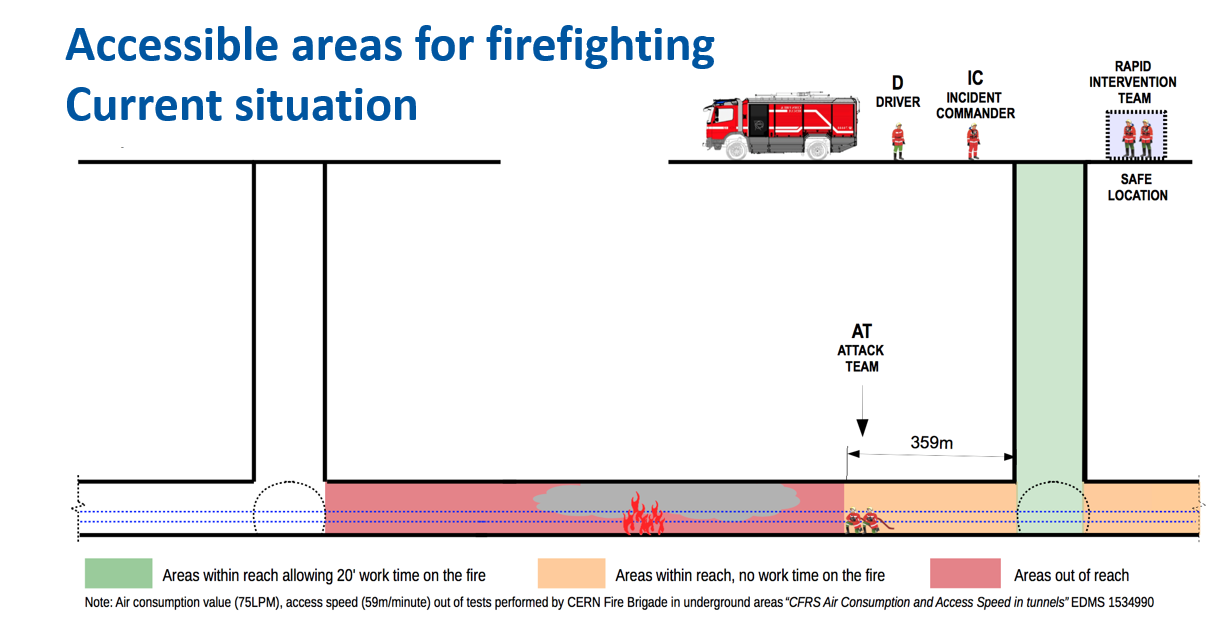 Accessible areas for firefighting
Current situation
D
DRIVER
IC
INCIDENT
COMMANDER
RAPID
INTERVENTION
TEAM
SAFE
LOCATION
AT
ATTACK
TEAM
359m
Areas within reach allowing 20' work time on the fire
Areas within reach, no work time on the fire
Areas out of reach
Note: Air consumption value (75LPM), access speed (59m/minute) out of tests performed by CERN Fire Brigade in underground areas “CFRS Air Consumption and Access Speed in tunnels” EDMS 1534990